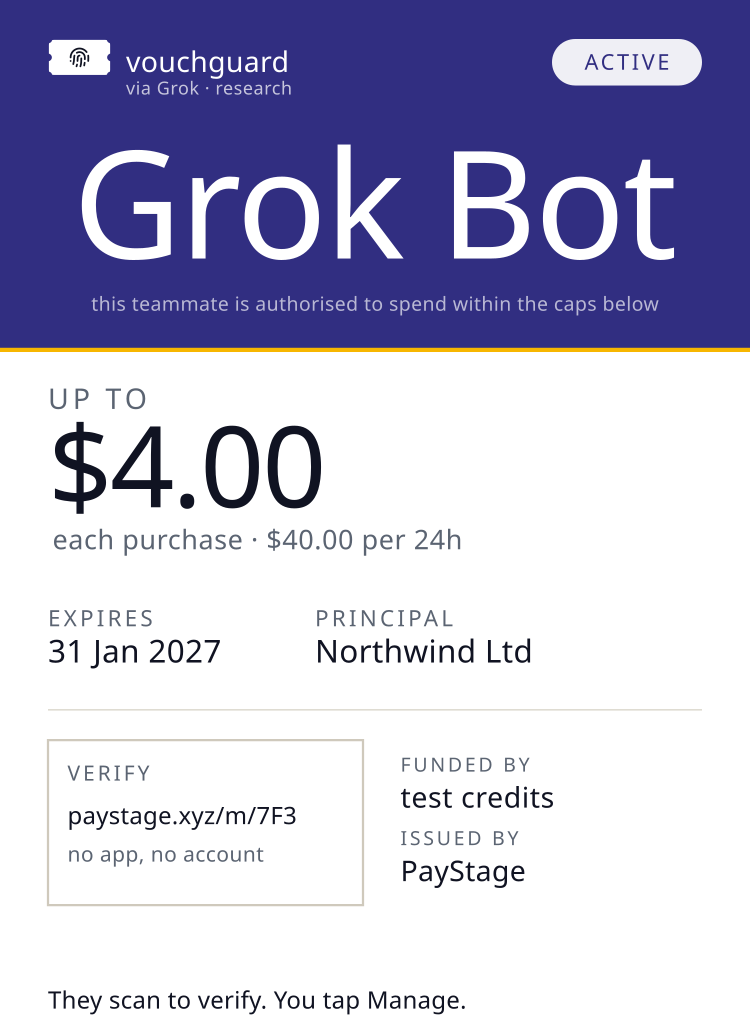 vouchguard
via Grok · research
ACTIVE
Grok Bot
this teammate is authorised to spend within the caps below
UP TO
$4.00
each purchase · $40.00 per 24h
EXPIRES
31 Jan 2027
PRINCIPAL
Northwind Ltd
VERIFY
paystage.xyz/m/7F3
no app, no account
FUNDED BY
test credits
ISSUED BY
PayStage
They scan to verify. You tap Manage.